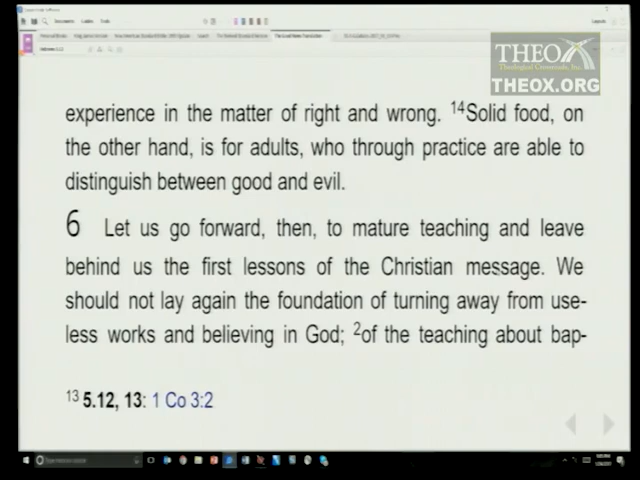 THEOX
Theological Crossroads, Inc.
THEOX.ORG
experience in the matter of right and wrong. 14Solid food, on
the other hand, is for adults, who through practice are able to
distinguish between good and evil.
6 Let us go forward, then, to mature teaching and leave
behind us the first lessons of the Christian message. We
should not lay again the foundation of turning away from use-
less works and believing in God; 2of the teaching about bap-
13 5.12, 13: 1 Co 3:2